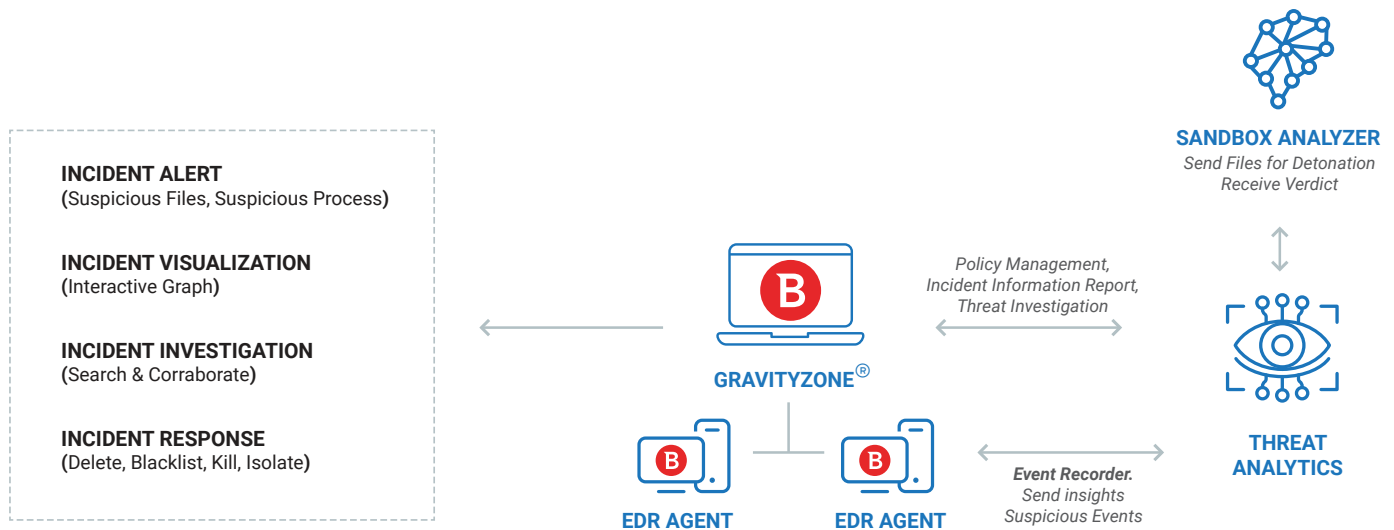 INCIDENT ALERT
(Suspicious Files, Suspicious Process)
INCIDENT VISUALIZATION
(Interactive Graph)
INCIDENT INVESTIGATION
(Search & Corraborate)
INCIDENT RESPONSE
(Delete, Blacklist, Kill, Isolate)
B
GRAVITYZONE®
B
EDR AGENT
B
EDR AGENT
Policy Management,
Incident Information Report,
Threat Investigation
Event Recorder.
Send insights
Suspicious Events
SANDBOX ANALYZER
Send Files for Detonation
Receive Verdict
THREAT
ANALYTICS